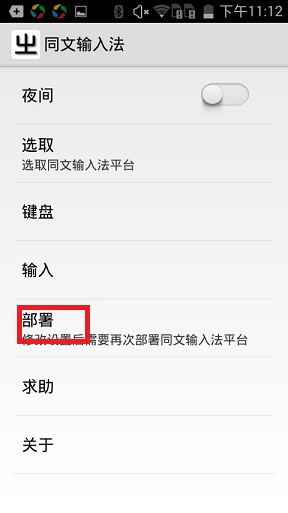 下午11:12
同文输入法
夜间
选取
选取同文输入法平台
键盘
输入
部署
修改设置后需要再次部署同文输入法平台
求助
关于